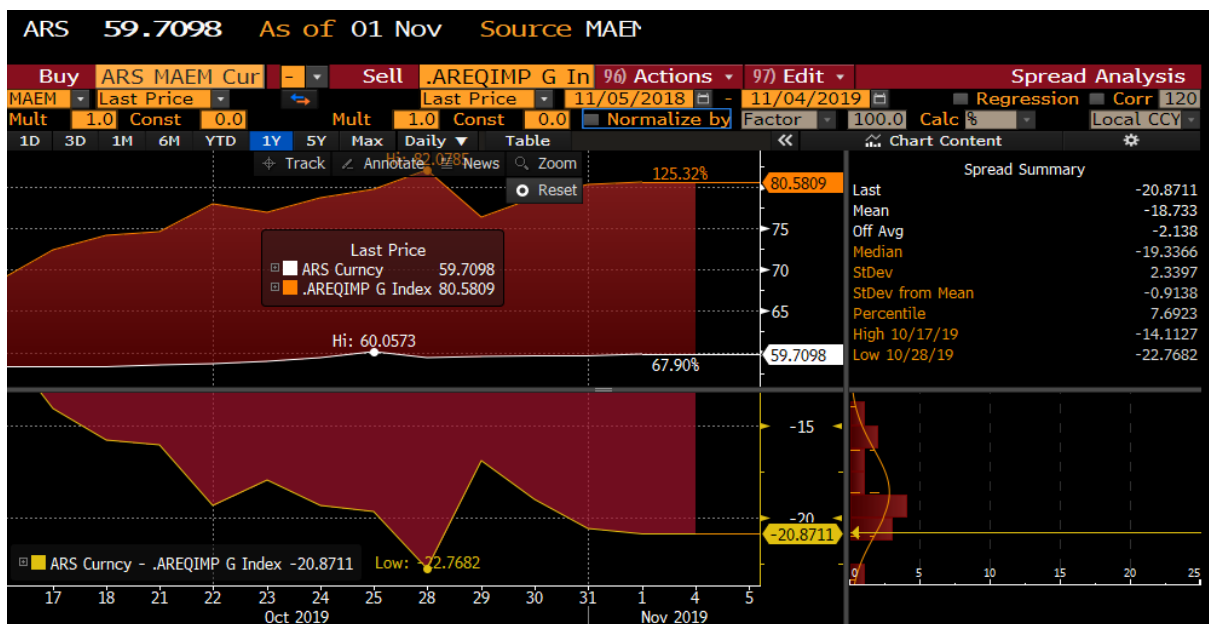 ARS 59.7098 As of 01 Nov Source MAEM
Buy ARS MAEM Cur - Sell .AREQIMP G In 96) Actions 97) Edit Spread Analysis
MAEM Last Price Last Price 11/05/2018 - 11/04/2019 Regression Corr 120
Mult 1.0 Const 0.0 Mult 1.0 Const 0.0 Normalize by Factor 100.0 Calc % Local CCY
1D 3D 1M 6M YTD 1Y 5Y Max Daily ▼ Table « Chart Content
Track Annotate News Zoom
Hi: 82.0785
Reset
125.32%
80.5809
75
70
65
Last Price
ARS Curncy 59.7098
.AREQIMP G Index 80.5809
Hi: 60.0573
59.7098
67.90%
Spread Summary
Last -20.8711
Mean -18.733
Off Avg -2.138
Median -19.3366
StDev 2.3397
StDev from Mean -0.9138
Percentile 7.6923
High 10/17/19 -14.1127
Low 10/28/19 -22.7682
-15
-20
-20.8711
ARS Curncy - .AREQIMP G Index -20.8711
Low: -22.7682
0 5 10 15 20 25
17 18 21 22 23 24 25 28 29 30 31 1 4 5
Oct 2019 Nov 2019